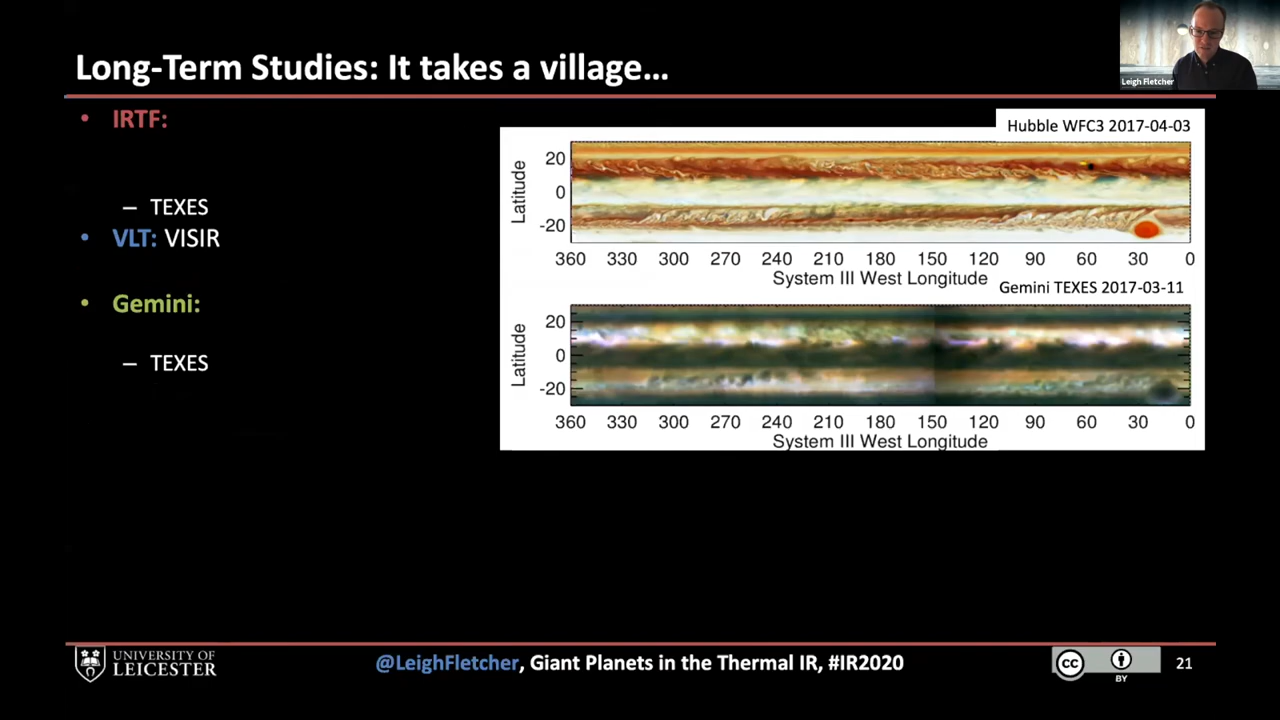 Long-Term Studies: It takes a village…
Leigh Fletcher
• IRTF:
– TEXES
• VLT: VISIR
• Gemini:
– TEXES
Hubble WFC3 2017-04-03
Latitude
20
0
-20
360 330 300 270 240 210 180 150 120 90 60 30 0
System III West Longitude
Gemini TEXES 2017-03-11
Latitude
20
0
-20
360 330 300 270 240 210 180 150 120 90 60 30 0
System III West Longitude
UNIVERSITY OF
LEICESTER
@LeighFletcher, Giant Planets in the Thermal IR, #IR2020
cc
BY
21